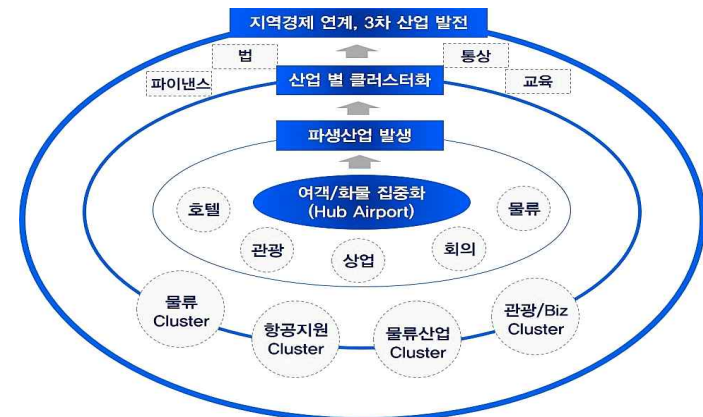 지역경제 연계, 3차 산업 발전
법
통상
파이낸스
산업 별 클러스터화
교육
파생산업 발생
여객/화물 집중화
(Hub Airport)
호텔
물류
관광
상업
회의
물류
Cluster
항공지원
Cluster
물류산업
Cluster
관광/Biz
Cluster